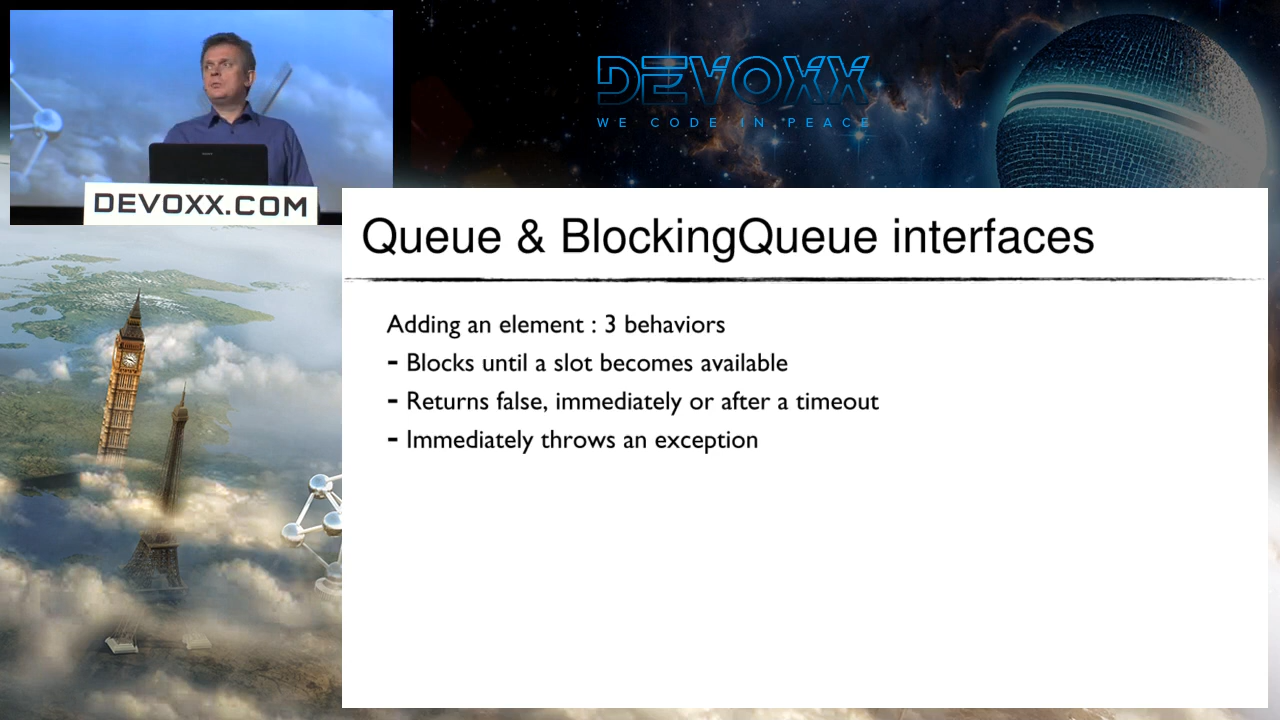 DEVOXX
WE CODE IN PEACE
DEVOXX.COM
Queue & BlockingQueue interfaces
Adding an element : 3 behaviors
- Blocks until a slot becomes available
- Returns false, immediately or after a timeout
- Immediately throws an exception